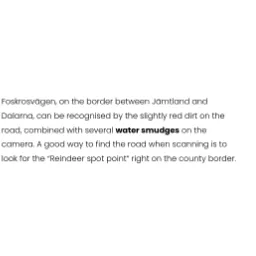 Foskrosvägen, on the border between Jämtland and
Dalarna, can be recognised by the slightly red dirt on the
road, combined with several water smudges on the
camera. A good way to find the road when scanning is to
look for the “Reindeer spot point” right on the county border.